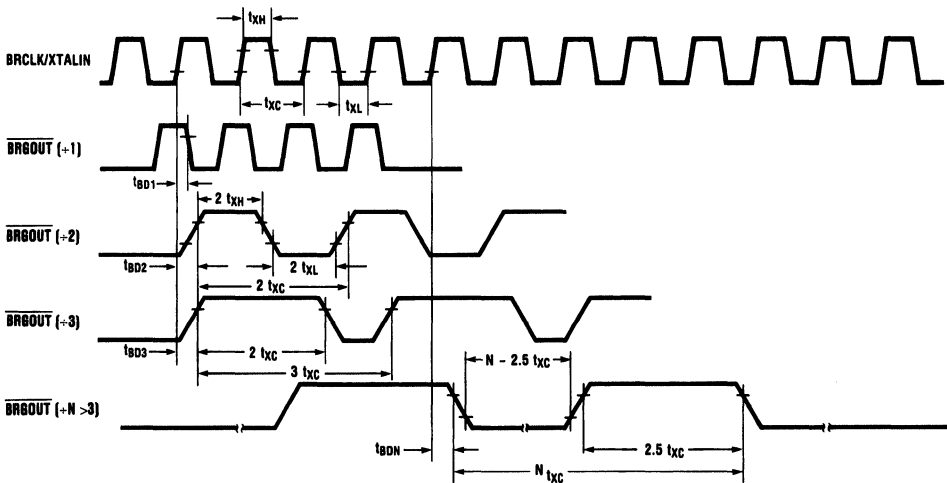 tXH
BRCLK/XTALIN
tXC
tXL
BRGOUT (÷1)
tBD1
2 tXH
BRGOUT (÷2)
2 tXL
tBD2
2 tXC
BRGOUT (÷3)
tBD3
2 tXC
3 tXC
N − 2.5 tXC
BRGOUT (÷N >3)
tBDN
2.5 tXC
N tXC